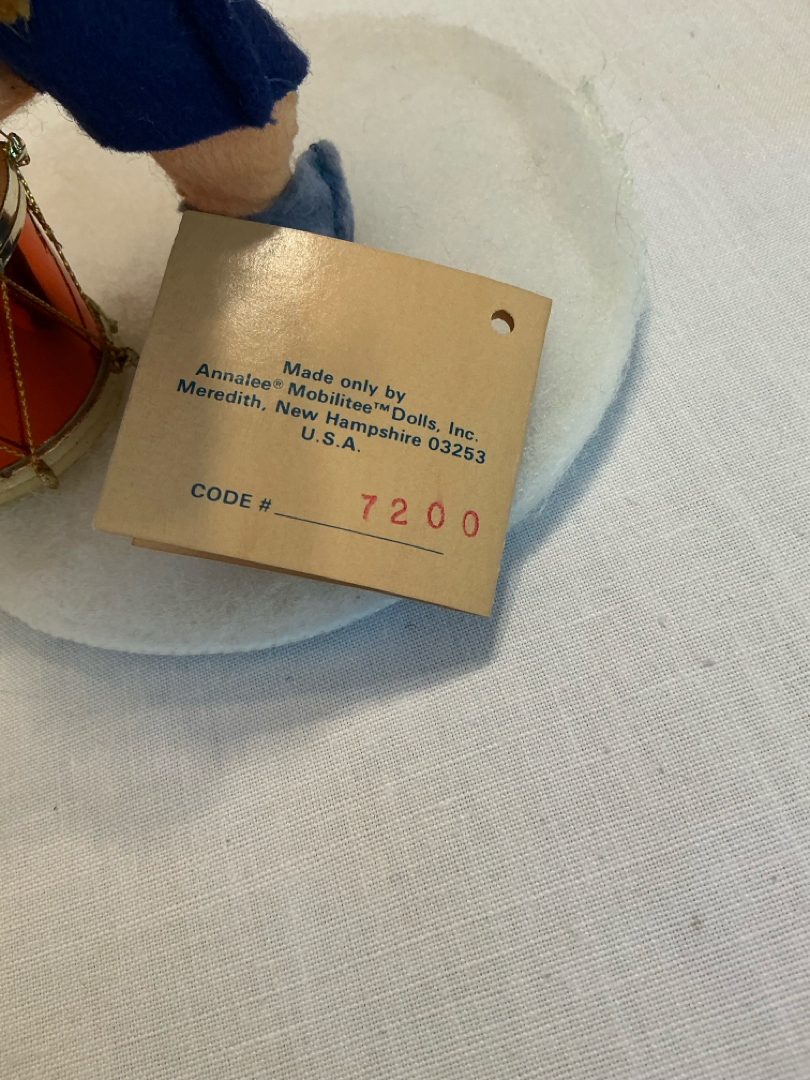 Made only by
Annalee® Mobilitee™ Dolls, Inc.
Meredith, New Hampshire 03253
U.S.A.
CODE # 7200